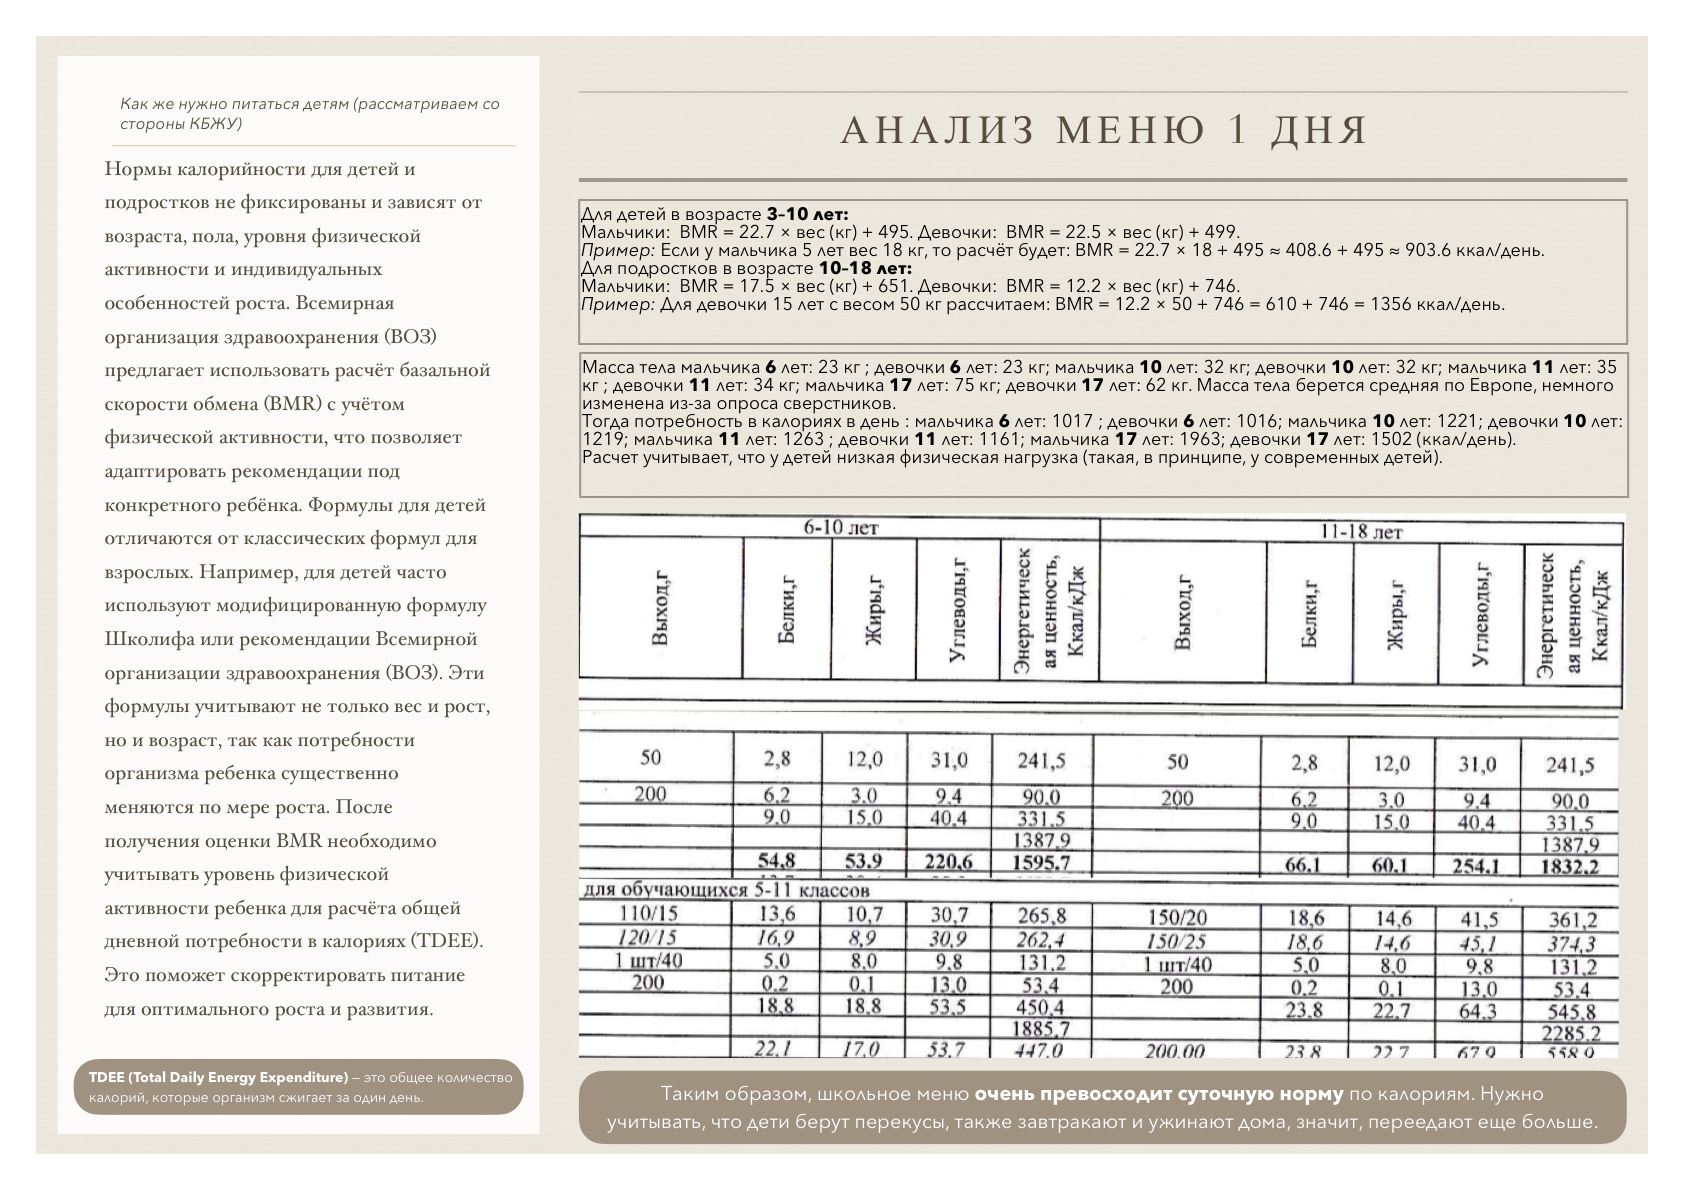 Как же нужно питаться детям (рассматриваем со
стороны КБЖУ)
Нормы калорийности для детей и
подростков не фиксированы и зависят от
возраста, пола, уровня физической
активности и индивидуальных
особенностей роста. Всемирная
организация здравоохранения (ВОЗ)
предлагает использовать расчёт базальной
скорости обмена (BMR) с учётом
физической активности, что позволяет
адаптировать рекомендации под
конкретного ребёнка. Формулы для детей
отличаются от классических формул для
взрослых. Например, для детей часто
используют модифицированную формулу
Школифа или рекомендации Всемирной
организации здравоохранения (ВОЗ). Эти
формулы учитывают не только вес и рост,
но и возраст, так как потребности
организма ребенка существенно
меняются по мере роста. После
получения оценки BMR необходимо
учитывать уровень физической
активности ребенка для расчёта общей
дневной потребности в калориях (TDEE).
Это поможет скорректировать питание
для оптимального роста и развития.
TDEE (Total Daily Energy Expenditure) – это общее количество
калорий, которые организм сжигает за один день.
АНАЛИЗ МЕНЮ 1 ДНЯ
Для детей в возрасте 3–10 лет:
Мальчики: BMR = 22.7 × вес (кг) + 495. Девочки: BMR = 22.5 × вес (кг) + 499.
Пример: Если у мальчика 5 лет вес 18 кг, то расчёт будет: BMR = 22.7 × 18 + 495 ≈ 408.6 + 495 ≈ 903.6 ккал/день.
Для подростков в возрасте 10–18 лет:
Мальчики: BMR = 17.5 × вес (кг) + 651. Девочки: BMR = 12.2 × вес (кг) + 746.
Пример: Для девочки 15 лет с весом 50 кг рассчитаем: BMR = 12.2 × 50 + 746 = 610 + 746 = 1356 ккал/день.
Масса тела мальчика 6 лет: 23 кг ; девочки 6 лет: 23 кг; мальчика 10 лет: 32 кг; девочки 10 лет: 32 кг; мальчика 11 лет: 35
кг ; девочки 11 лет: 34 кг; мальчика 17 лет: 75 кг; девочки 17 лет: 62 кг. Масса тела берется средняя по Европе, немного
изменена из-за опроса сверстников.
Тогда потребность в калориях в день : мальчика 6 лет: 1017 ; девочки 6 лет: 1016; мальчика 10 лет: 1221; девочки 10 лет:
1219; мальчика 11 лет: 1263 ; девочки 11 лет: 1161; мальчика 17 лет: 1963; девочки 17 лет: 1502 (ккал/день).
Расчет учитывает, что у детей низкая физическая нагрузка (такая, в принципе, у современных детей).
6-10 лет 11-18 лет
Выход,г Белки,г Жиры,г Углеводы,г Энергетическ ая ценность, Ккал/кДж Выход,г Белки,г Жиры,г Углеводы,г Энергетическ ая ценность, Ккал/кДж
50 2,8 12,0 31,0 241,5 50 2,8 12,0 31,0 241,5
200 6,2 3,0 9,4 90,0 200 6,2 3,0 9,4 90,0
9,0 15,0 40,4 331,5 9,0 15,0 40,4 331,5
1387,9 1387,9
54,8 53,9 220,6 1595,7 66,1 60,1 254,1 1832,2
для обучающихся 5-11 классов
110/15 13,6 10,7 30,7 265,8 150/20 18,6 14,6 41,5 361,2
120/15 16,9 8,9 30,9 262,4 150/25 18,6 14,6 45,1 374,3
1 шт/40 5,0 8,0 9,8 131,2 1 шт/40 5,0 8,0 9,8 131,2
200 0,2 0,1 13,0 53,4 200 0,2 0,1 13,0 53,4
18,8 18,8 53,5 450,4 23,8 22,7 64,3 545,8
1885,7 2285,2
22,1 17,0 53,7 447,0 200,00 23,8 22,7 67,9 558,9
Таким образом, школьное меню очень превосходит суточную норму по калориям. Нужно
учитывать, что дети берут перекусы, также завтракают и ужинают дома, значит, переедают еще больше.